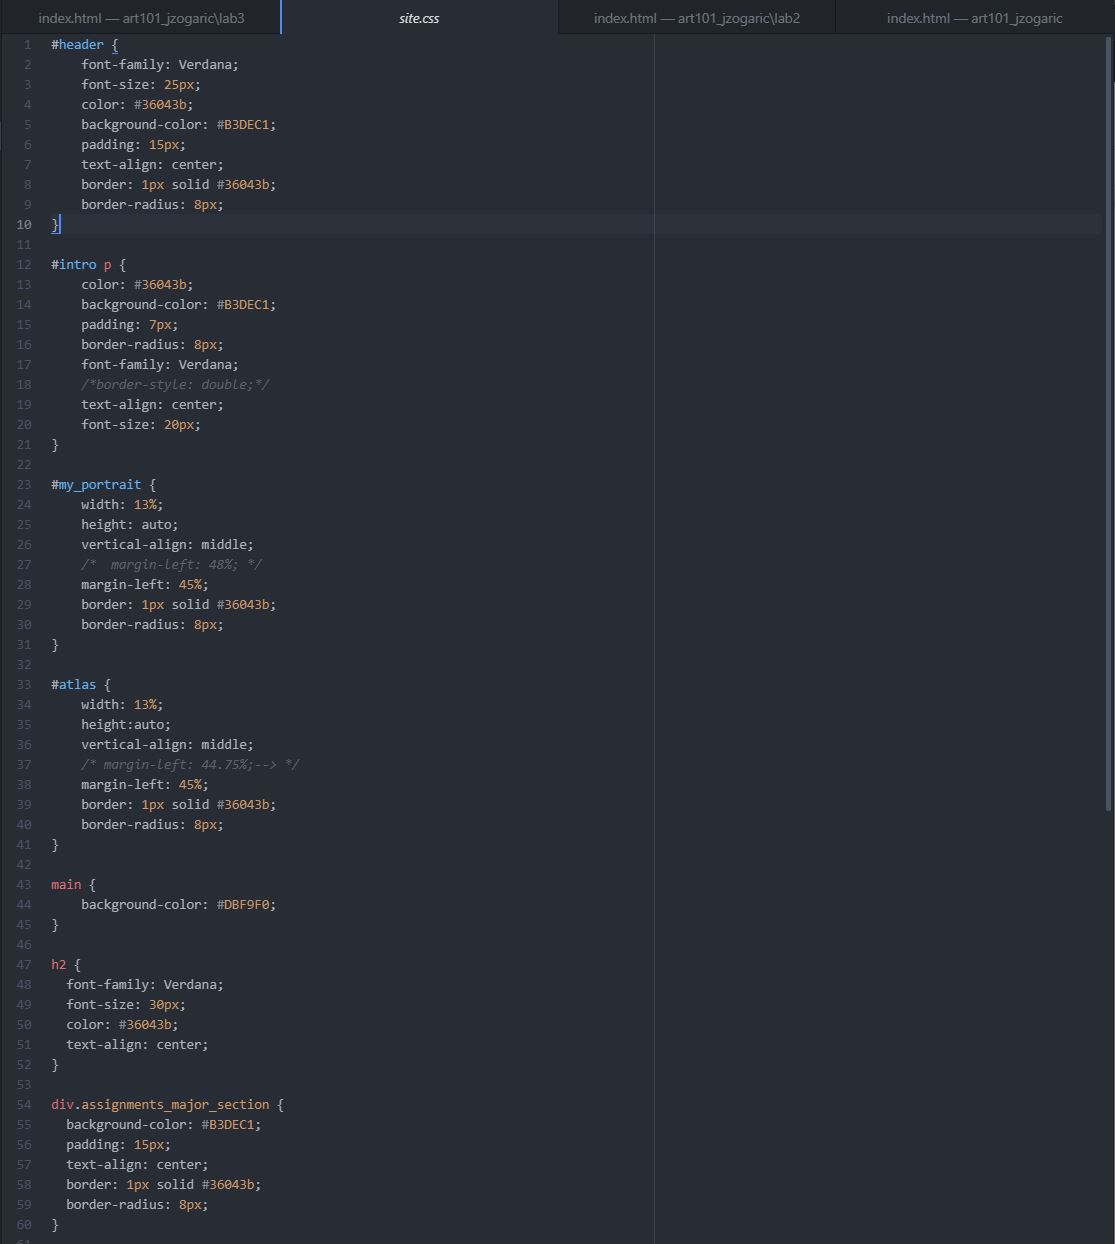 index.html — art101_jzogaric\lab3 site.css index.html — art101_jzogaric\lab2 index.html — art101_jzogaric
1 #header {
2     font-family: Verdana;
3     font-size: 25px;
4     color: #36043b;
5     background-color: #B3DEC1;
6     padding: 15px;
7     text-align: center;
8     border: 1px solid #36043b;
9     border-radius: 8px;
10 }
11
12 #intro p {
13     color: #36043b;
14     background-color: #B3DEC1;
15     padding: 7px;
16     border-radius: 8px;
17     font-family: Verdana;
18     /*border-style: double;*/
19     text-align: center;
20     font-size: 20px;
21 }
22
23 #my_portrait {
24     width: 13%;
25     height: auto;
26     vertical-align: middle;
27     /*  margin-left: 48%; */
28     margin-left: 45%;
29     border: 1px solid #36043b;
30     border-radius: 8px;
31 }
32
33 #atlas {
34     width: 13%;
35     height:auto;
36     vertical-align: middle;
37     /* margin-left: 44.75%;--> */
38     margin-left: 45%;
39     border: 1px solid #36043b;
40     border-radius: 8px;
41 }
42
43 main {
44     background-color: #DBF9F0;
45 }
46
47 h2 {
48   font-family: Verdana;
49   font-size: 30px;
50   color: #36043b;
51   text-align: center;
52 }
53
54 div.assignments_major_section {
55   background-color: #B3DEC1;
56   padding: 15px;
57   text-align: center;
58   border: 1px solid #36043b;
59   border-radius: 8px;
60 }